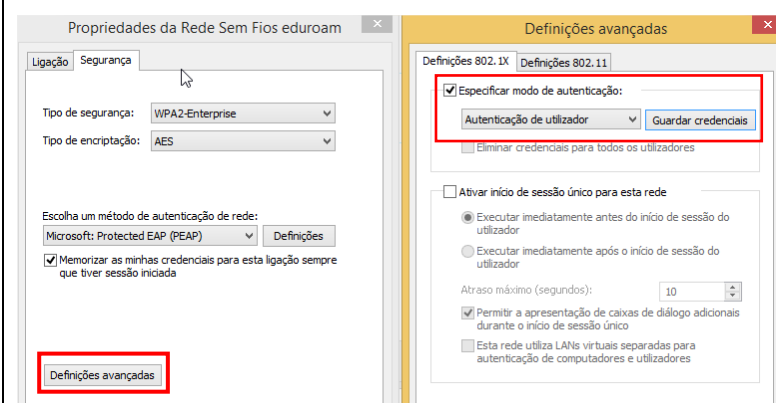 Propriedades da Rede Sem Fios eduroam
Ligação Segurança
Tipo de segurança: WPA2-Enterprise
Tipo de encriptação: AES
Escolha um método de autenticação de rede:
Microsoft: Protected EAP (PEAP) Definições
Memorizar as minhas credenciais para esta ligação sempre
que tiver sessão iniciada
Definições avançadas
Definições avançadas
Definições 802.1X Definições 802.11
Especificar modo de autenticação:
Autenticação de utilizador Guardar credenciais
Eliminar credenciais para todos os utilizadores
Ativar início de sessão único para esta rede
Executar imediatamente antes do início de sessão do
utilizador
Executar imediatamente após o início de sessão do
utilizador
Atraso máximo (segundos): 10
Permitir a apresentação de caixas de diálogo adicionais
durante o início de sessão único
Esta rede utiliza LANs virtuais separadas para
autenticação de computadores e utilizadores